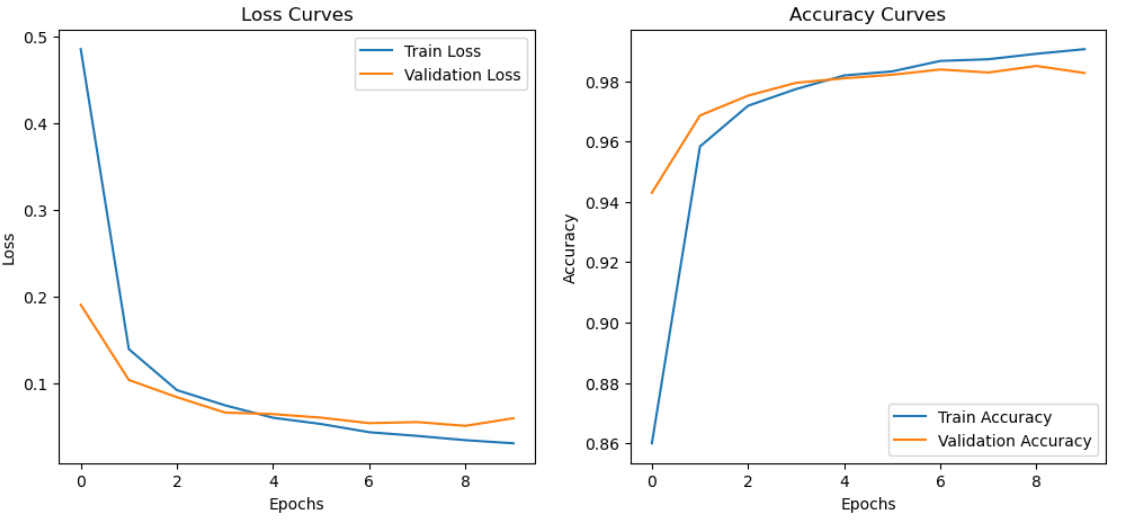 Loss Curves
0.5
0.4
0.3
0.2
0.1
Loss
Train Loss
Validation Loss
0 2 4 6 8
Epochs
Accuracy Curves
0.98
0.96
0.94
0.92
0.90
0.88
0.86
Accuracy
Train Accuracy
Validation Accuracy
0 2 4 6 8
Epochs